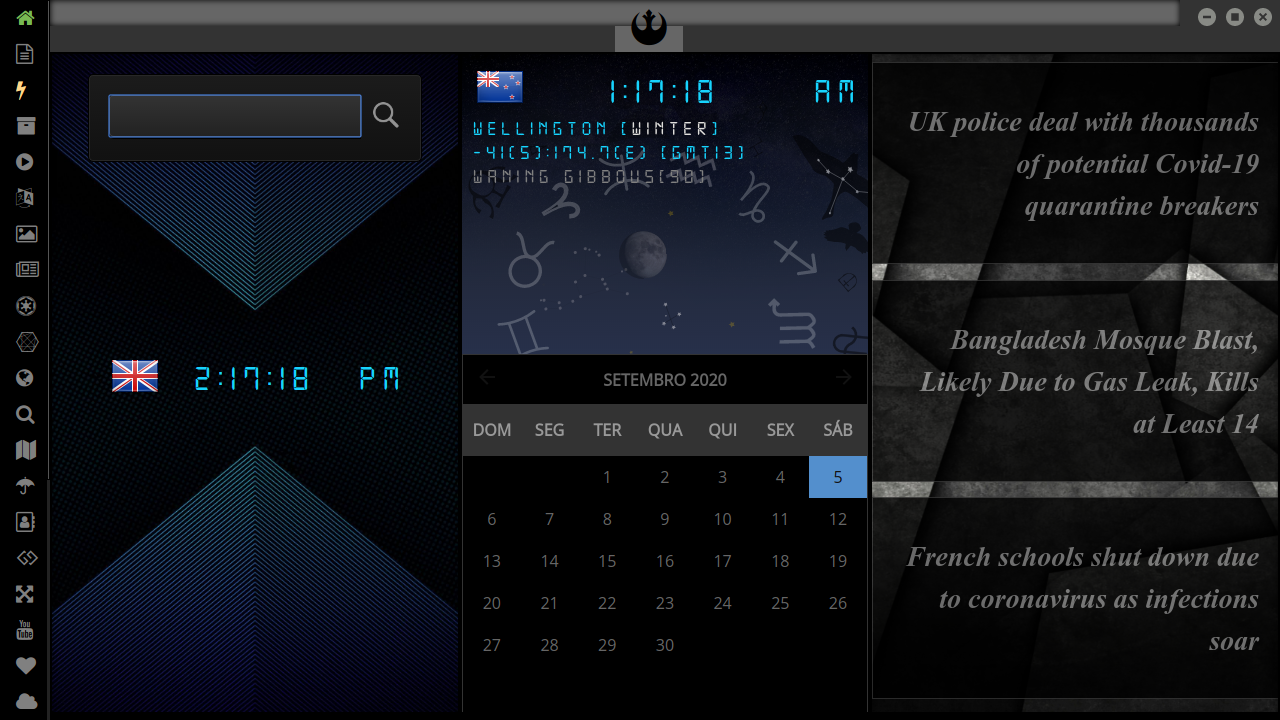 1:17:18 AM
WELLINGTON [WINTER]
-41(S):174.7(E) [GMT13]
WANING GIBBOUS[90]
2:17:18 PM
SETEMBRO 2020
DOM SEG TER QUA QUI SEX SÁB
1 2 3 4 5
6 7 8 9 10 11 12
13 14 15 16 17 18 19
20 21 22 23 24 25 26
27 28 29 30
UK police deal with thousands
of potential Covid-19
quarantine breakers
Bangladesh Mosque Blast,
Likely Due to Gas Leak, Kills
at Least 14
French schools shut down due
to coronavirus as infections
soar
You
Tube